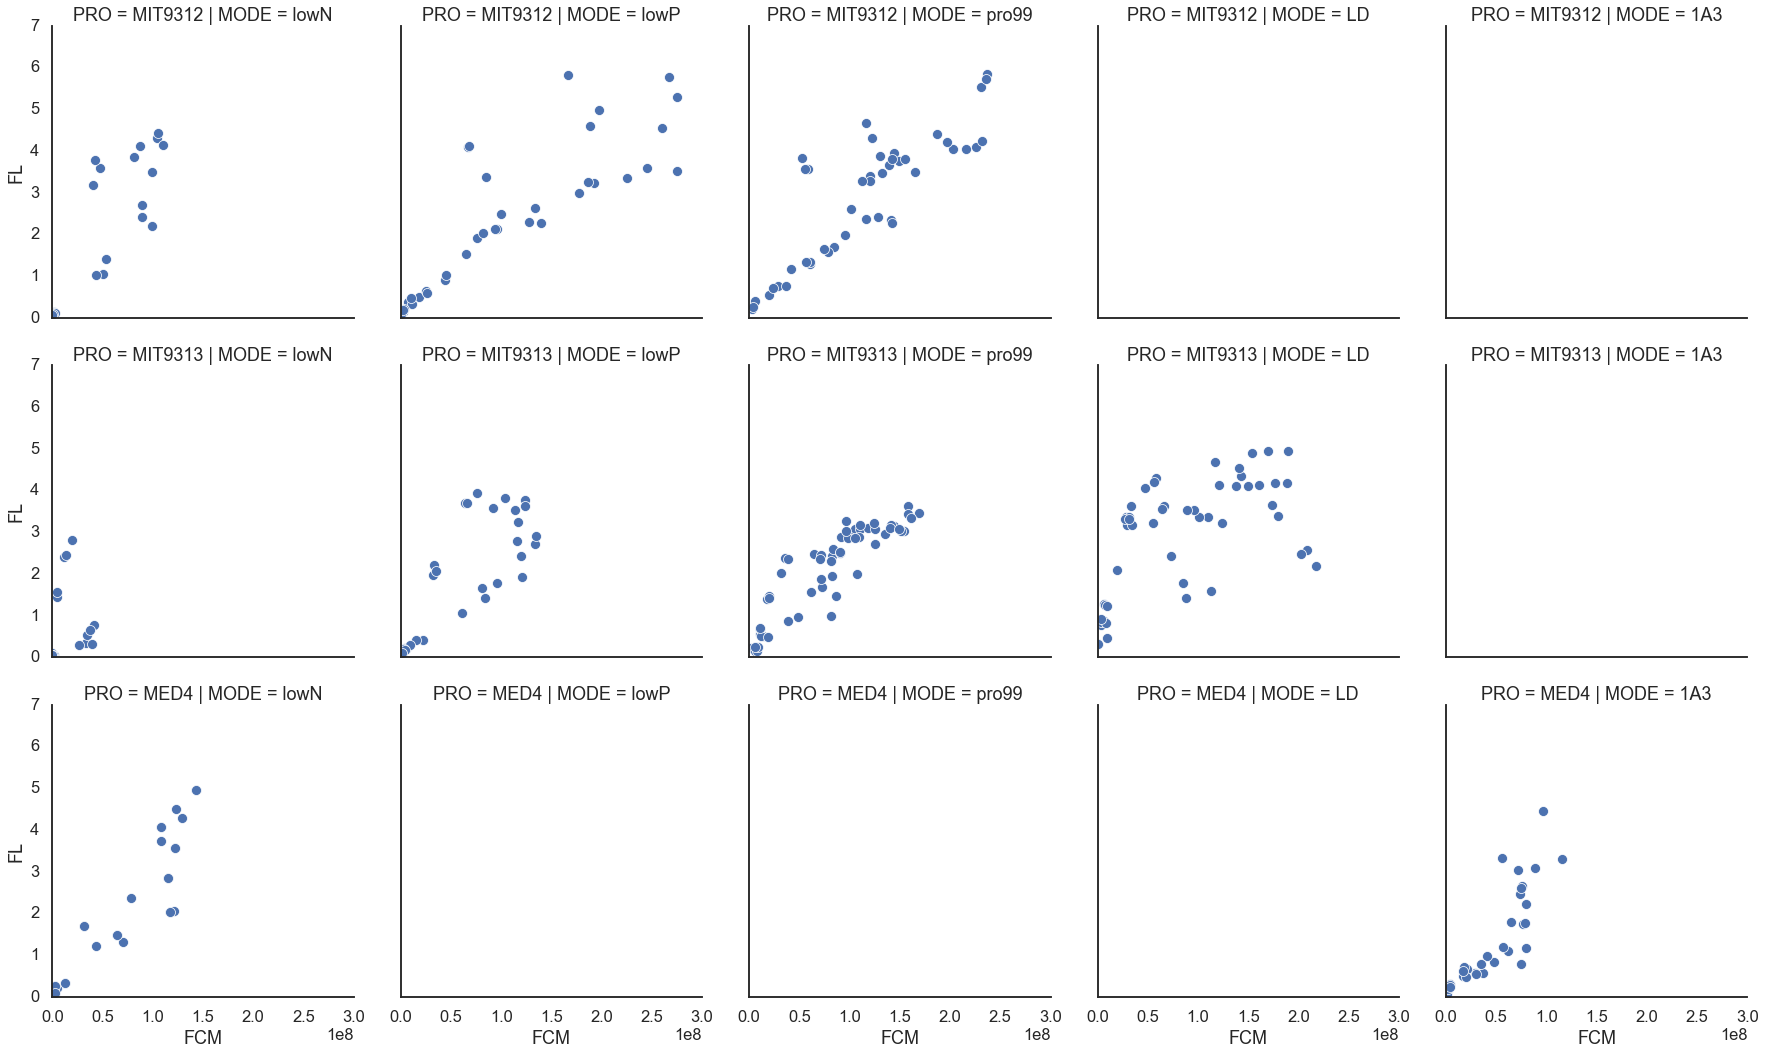 PRO = MIT9312 | MODE = lowN
PRO = MIT9312 | MODE = lowP
PRO = MIT9312 | MODE = pro99
PRO = MIT9312 | MODE = LD
PRO = MIT9312 | MODE = 1A3
7
6
5
4
3
2
1
0
FL
PRO = MIT9313 | MODE = lowN
PRO = MIT9313 | MODE = lowP
PRO = MIT9313 | MODE = pro99
PRO = MIT9313 | MODE = LD
PRO = MIT9313 | MODE = 1A3
7
6
5
4
3
2
1
0
FL
PRO = MED4 | MODE = lowN
PRO = MED4 | MODE = lowP
PRO = MED4 | MODE = pro99
PRO = MED4 | MODE = LD
PRO = MED4 | MODE = 1A3
7
6
5
4
3
2
1
0
FL
0.0 0.5 1.0 1.5 2.0 2.5 3.0
FCM
1e8
0.0 0.5 1.0 1.5 2.0 2.5 3.0
FCM
1e8
0.0 0.5 1.0 1.5 2.0 2.5 3.0
FCM
1e8
0.0 0.5 1.0 1.5 2.0 2.5 3.0
FCM
1e8
0.0 0.5 1.0 1.5 2.0 2.5 3.0
FCM
1e8